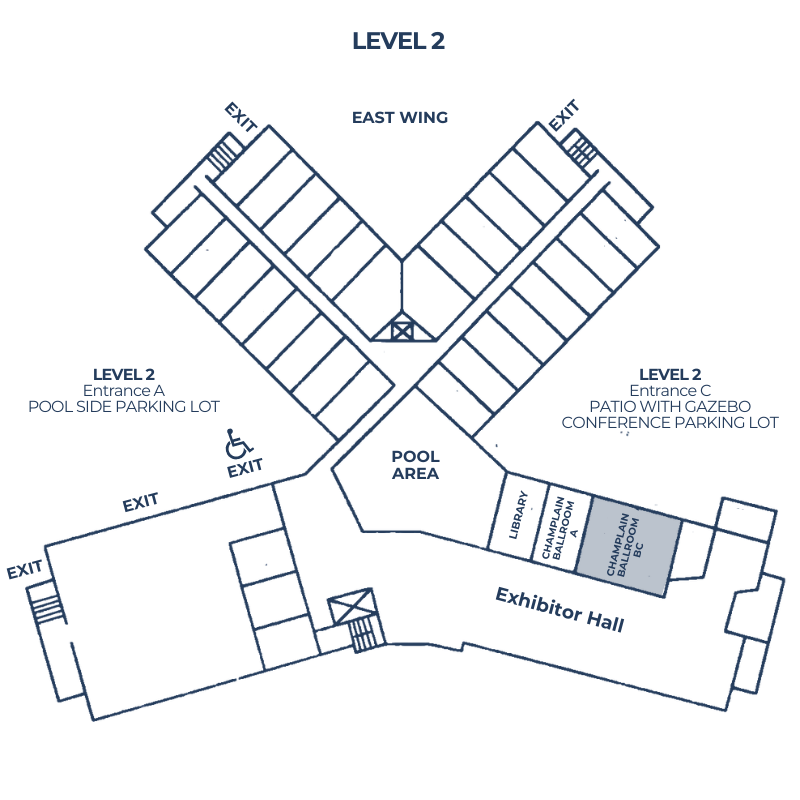 LEVEL 2
EXIT
EAST WING
EXIT
LEVEL 2
Entrance A
POOL SIDE PARKING LOT
LEVEL 2
Entrance C
PATIO WITH GAZEBO
CONFERENCE PARKING LOT
EXIT
POOL
AREA
EXIT
EXIT
LIBRARY
CHAMPLAIN
BALLROOM
A
CHAMPLAIN
BALLROOM
BC
Exhibitor Hall